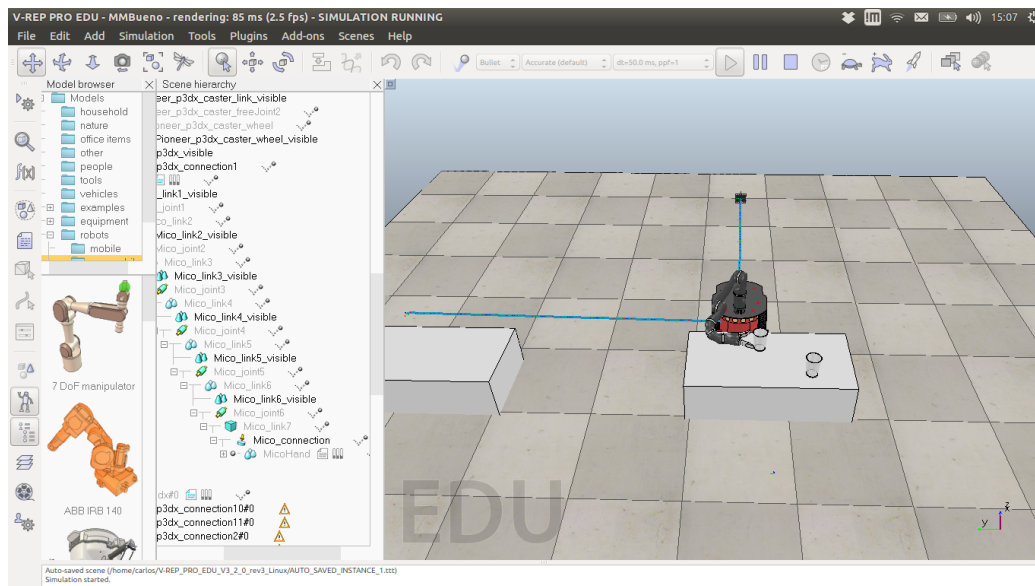 V-REP PRO EDU - MMBueno - rendering: 85 ms (2.5 fps) - SIMULATION RUNNING
15:07
File Edit Add Simulation Tools Plugins Add-ons Scenes Help
Bullet Accurate (default) dt=50.0 ms, ppf=1
Model browser
Scene hierarchy
Models
household
nature
office items
other
people
tools
vehicles
examples
equipment
robots
mobile
7 DoF manipulator
ABB IRB 140
eer_p3dx_caster_link_visible
eer_p3dx_caster_freeJoint2
oneer_p3dx_caster_wheel
Pioneer_p3dx_caster_wheel_visible
p3dx_visible
p3dx_connection1
_link1_visible
_joint1
co_link2
Mico_link2_visible
Mico_joint2
Mico_link3
Mico_link3_visible
Mico_joint3
Mico_link4
Mico_link4_visible
Mico_joint4
Mico_link5
Mico_link5_visible
Mico_joint5
Mico_link6
Mico_link6_visible
Mico_joint6
Mico_link7
Mico_connection
MicoHand
dx#0
p3dx_connection10#0
p3dx_connection11#0
p3dx_connection2#0
EDU
z
x
y
Auto-saved scene (/home/carlos/V-REP_PRO_EDU_V3_2_0_rev3_Linux/AUTO_SAVED_INSTANCE_1.ttt)
Simulation started.